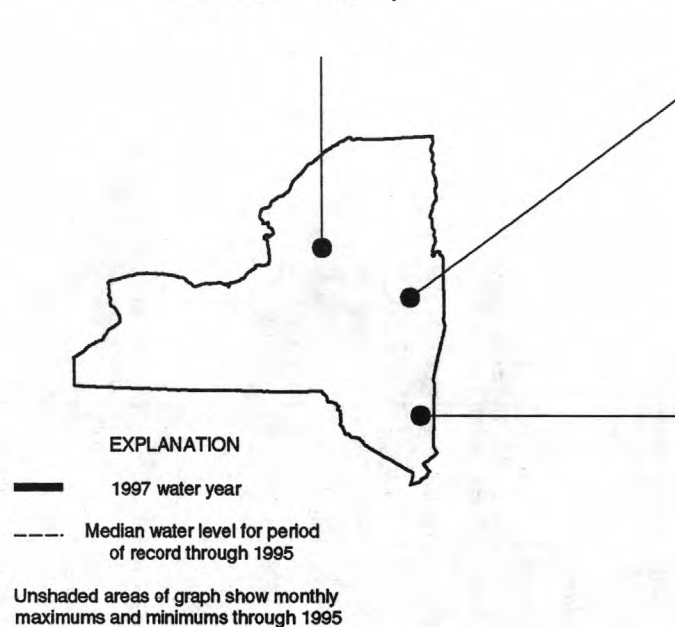 EXPLANATION
1997 water year
Median water level for period
of record through 1995
Unshaded areas of graph show monthly
maximums and minimums through 1995